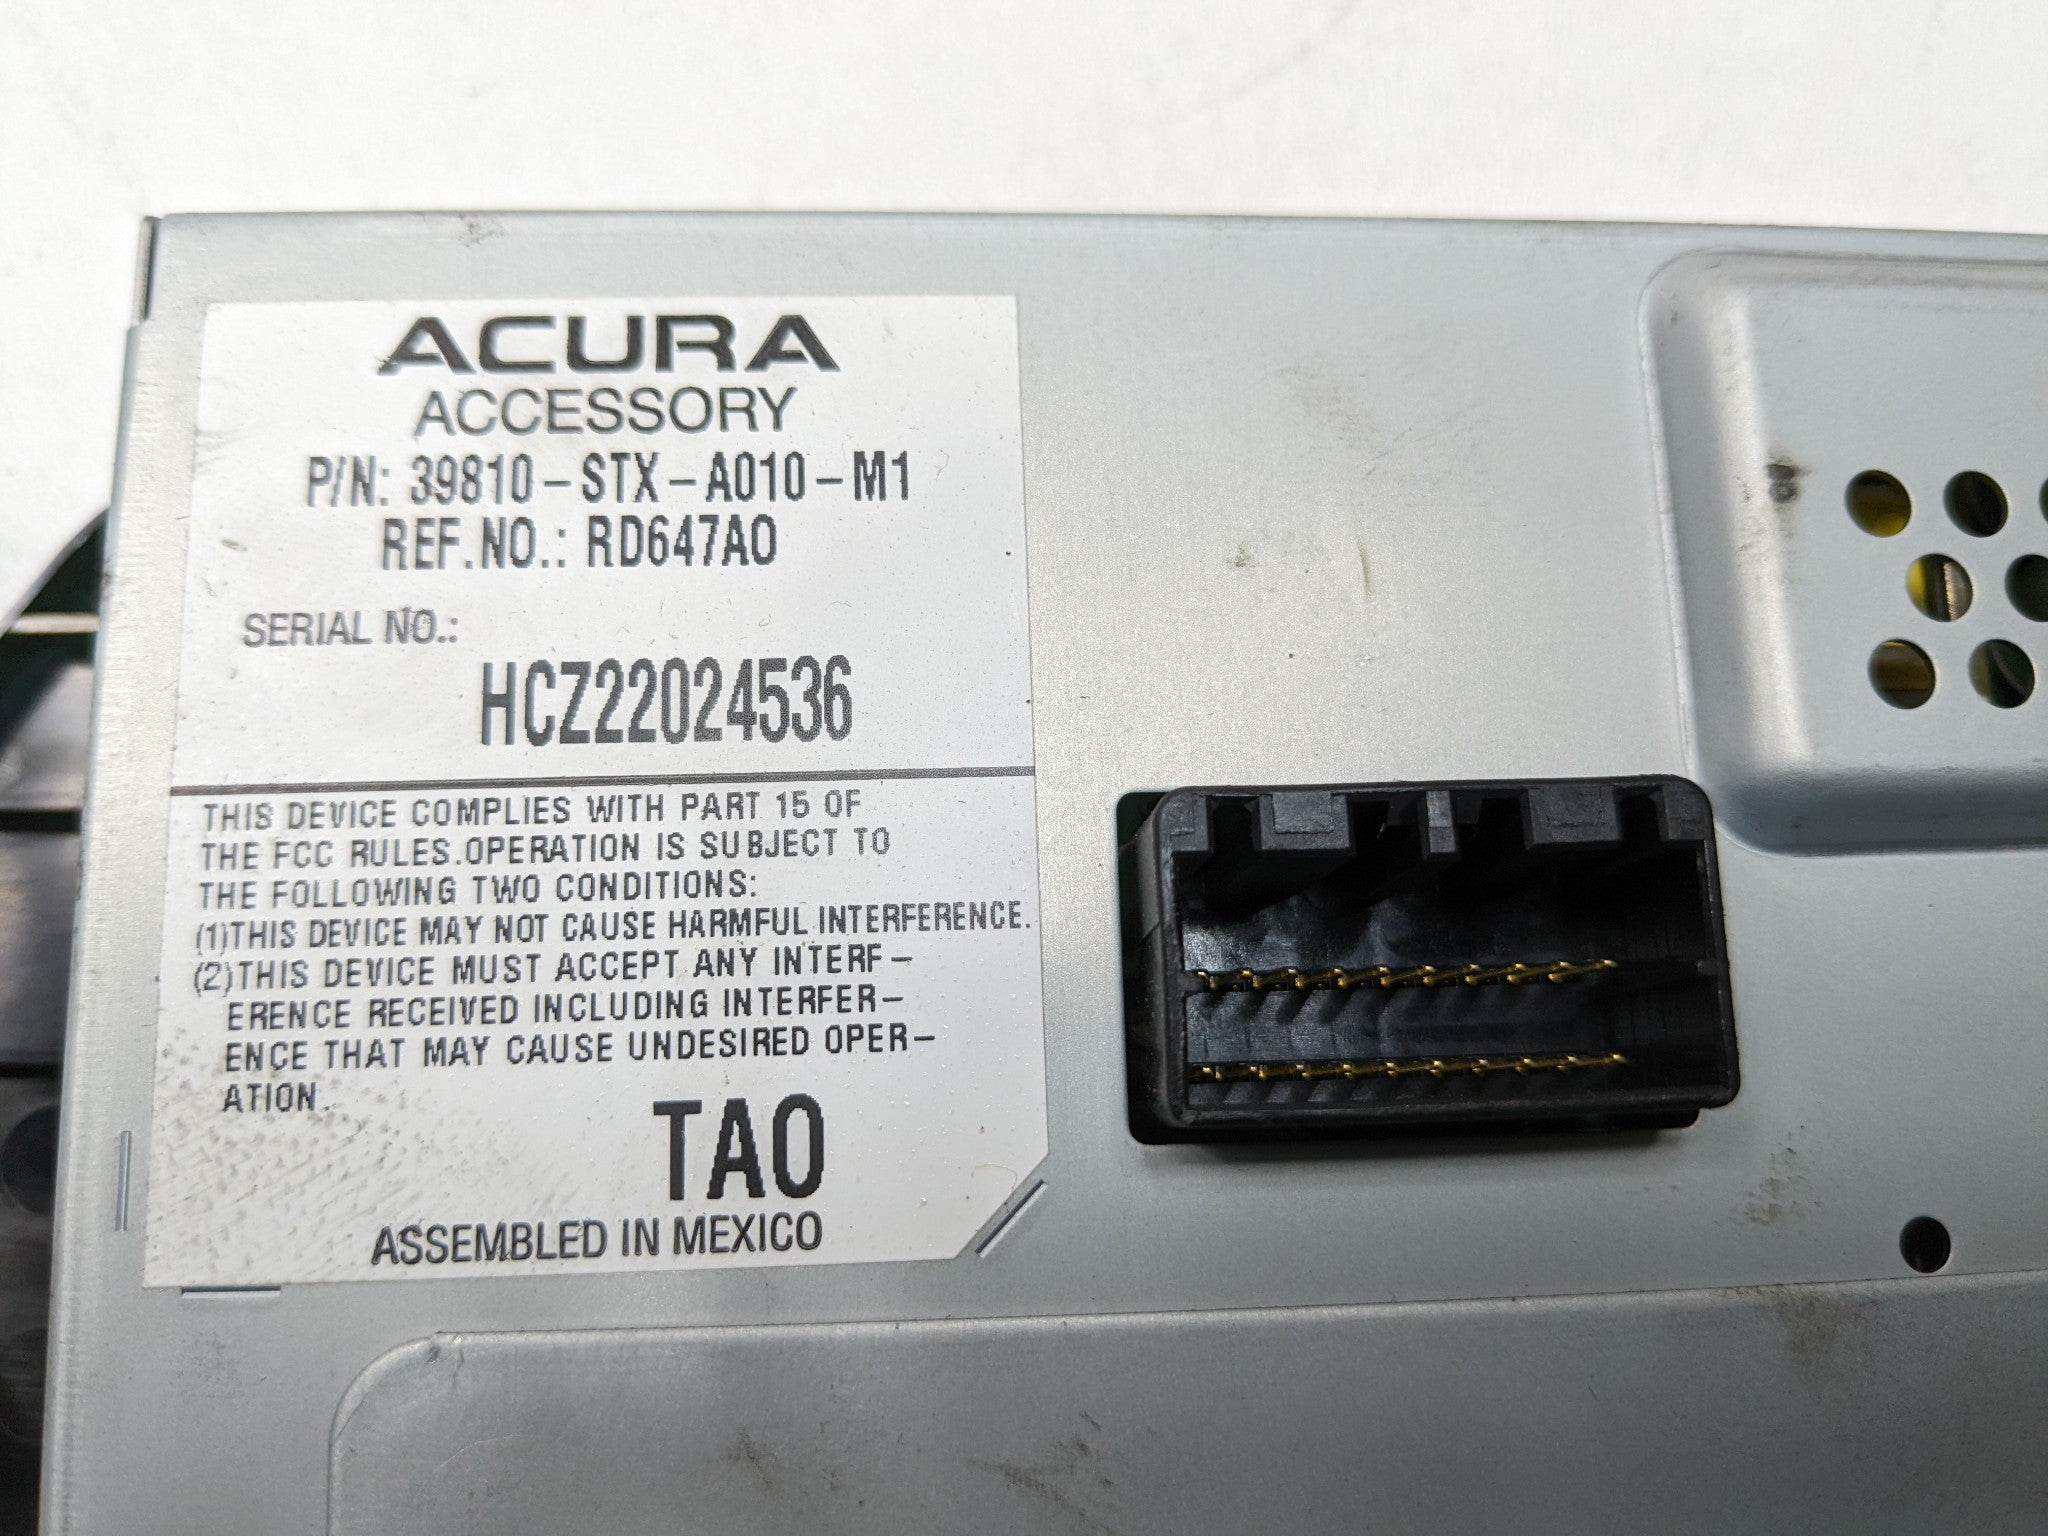 ACURA
ACCESSORY
P/N: 39810-STX-A010-M1
REF.NO.: RD647A0
SERIAL NO.:
HCZ22024536
THIS DEVICE COMPLIES WITH PART 15 OF
THE FCC RULES.OPERATION IS SUBJECT TO
THE FOLLOWING TWO CONDITIONS:
(1)THIS DEVICE MAY NOT CAUSE HARMFUL INTERFERENCE.
(2)THIS DEVICE MUST ACCEPT ANY INTERF-
ERENCE RECEIVED INCLUDING INTERFER-
ENCE THAT MAY CAUSE UNDESIRED OPER-
ATION.
TA0
ASSEMBLED IN MEXICO